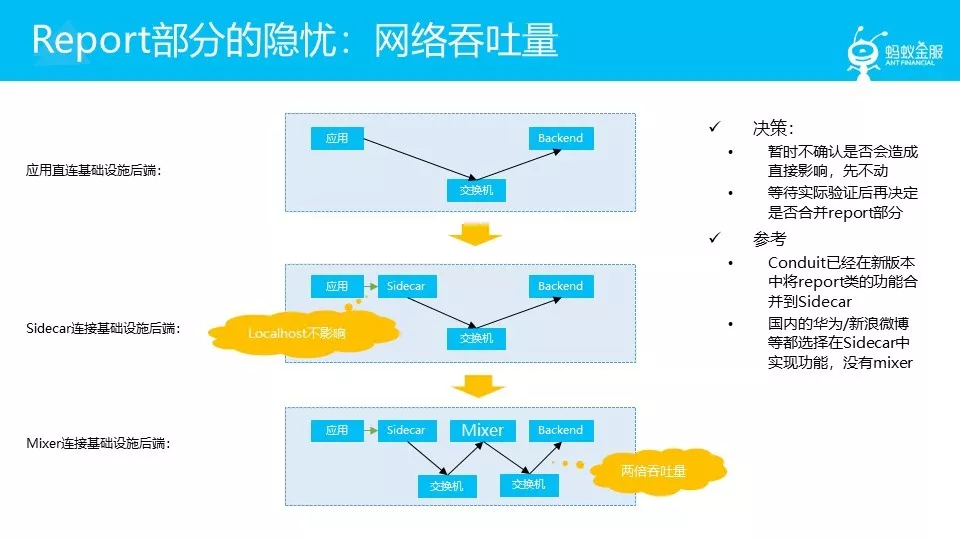 Report部分的隐忧：网络吞吐量
蚂蚁金服
ANT FINANCIAL
应用直连基础设施后端：
应用
Backend
交换机
Sidecar连接基础设施后端：
应用
Sidecar
Backend
Localhost不影响
交换机
Mixer连接基础设施后端：
应用
Sidecar
Mixer
Backend
交换机
交换机
两倍吞吐量
✓ 决策：
• 暂时不确认是否会造成
直接影响，先不动
• 等待实际验证后再决定
是否合并report部分
✓ 参考
• Conduit已经在新版本
中将report类的功能合
并到Sidecar
• 国内的华为/新浪微博
等都选择在Sidecar中
实现功能，没有mixer